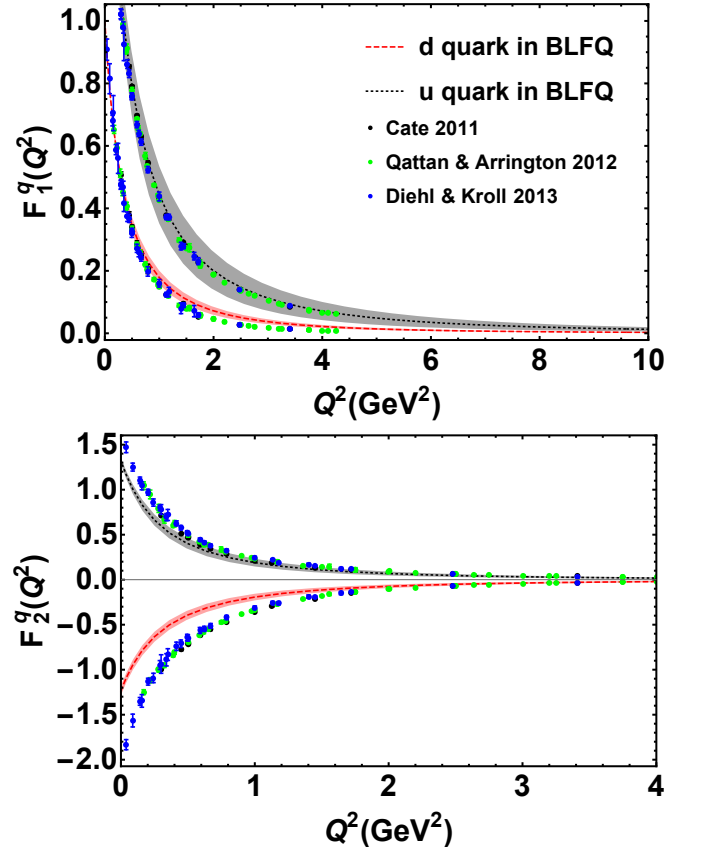 F₁^q(Q²)
1.0
0.8
0.6
0.4
0.2
0.0
d quark in BLFQ
u quark in BLFQ
Cate 2011
Qattan & Arrington 2012
Diehl & Kroll 2013
0 2 4 6 8 10
Q²(GeV²)
F₂^q(Q²)
1.5
1.0
0.5
0.0
−0.5
−1.0
−1.5
−2.0
0 1 2 3 4
Q²(GeV²)